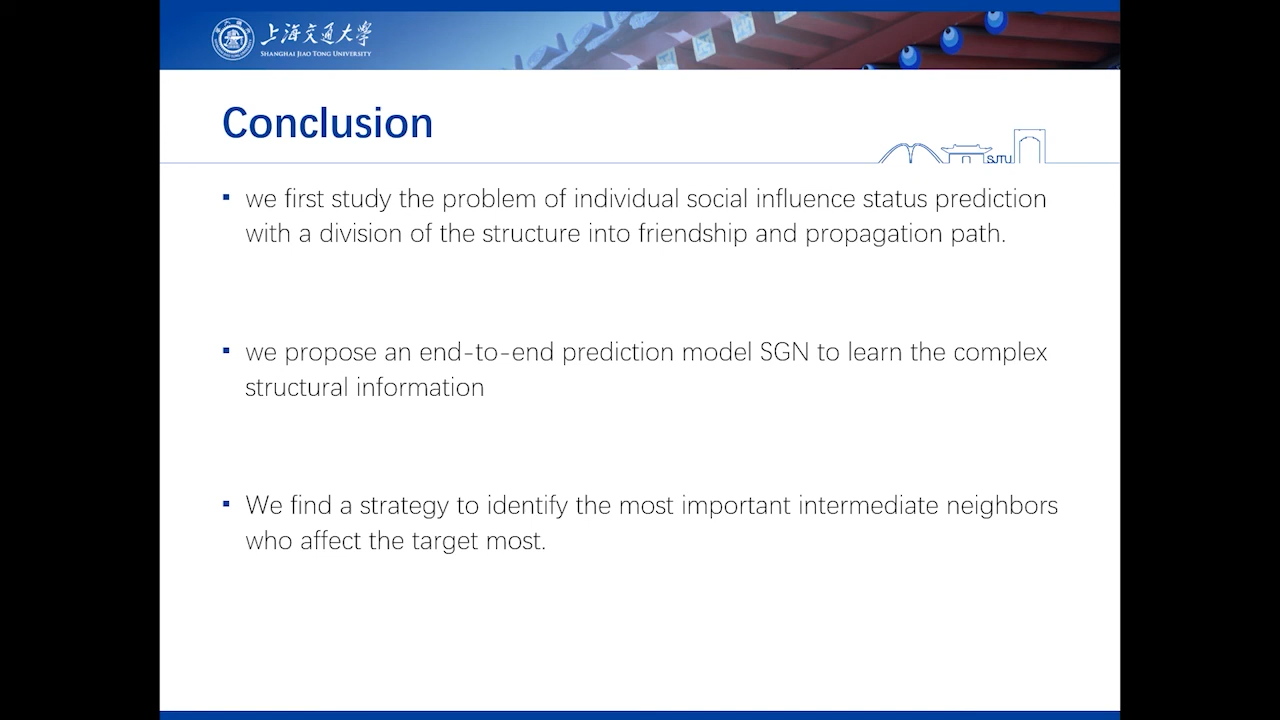 上海交通大学
SHANGHAI JIAO TONG UNIVERSITY
Conclusion
▪ we first study the problem of individual social influence status prediction
with a division of the structure into friendship and propagation path.
▪ we propose an end-to-end prediction model SGN to learn the complex
structural information
▪ We find a strategy to identify the most important intermediate neighbors
who affect the target most.